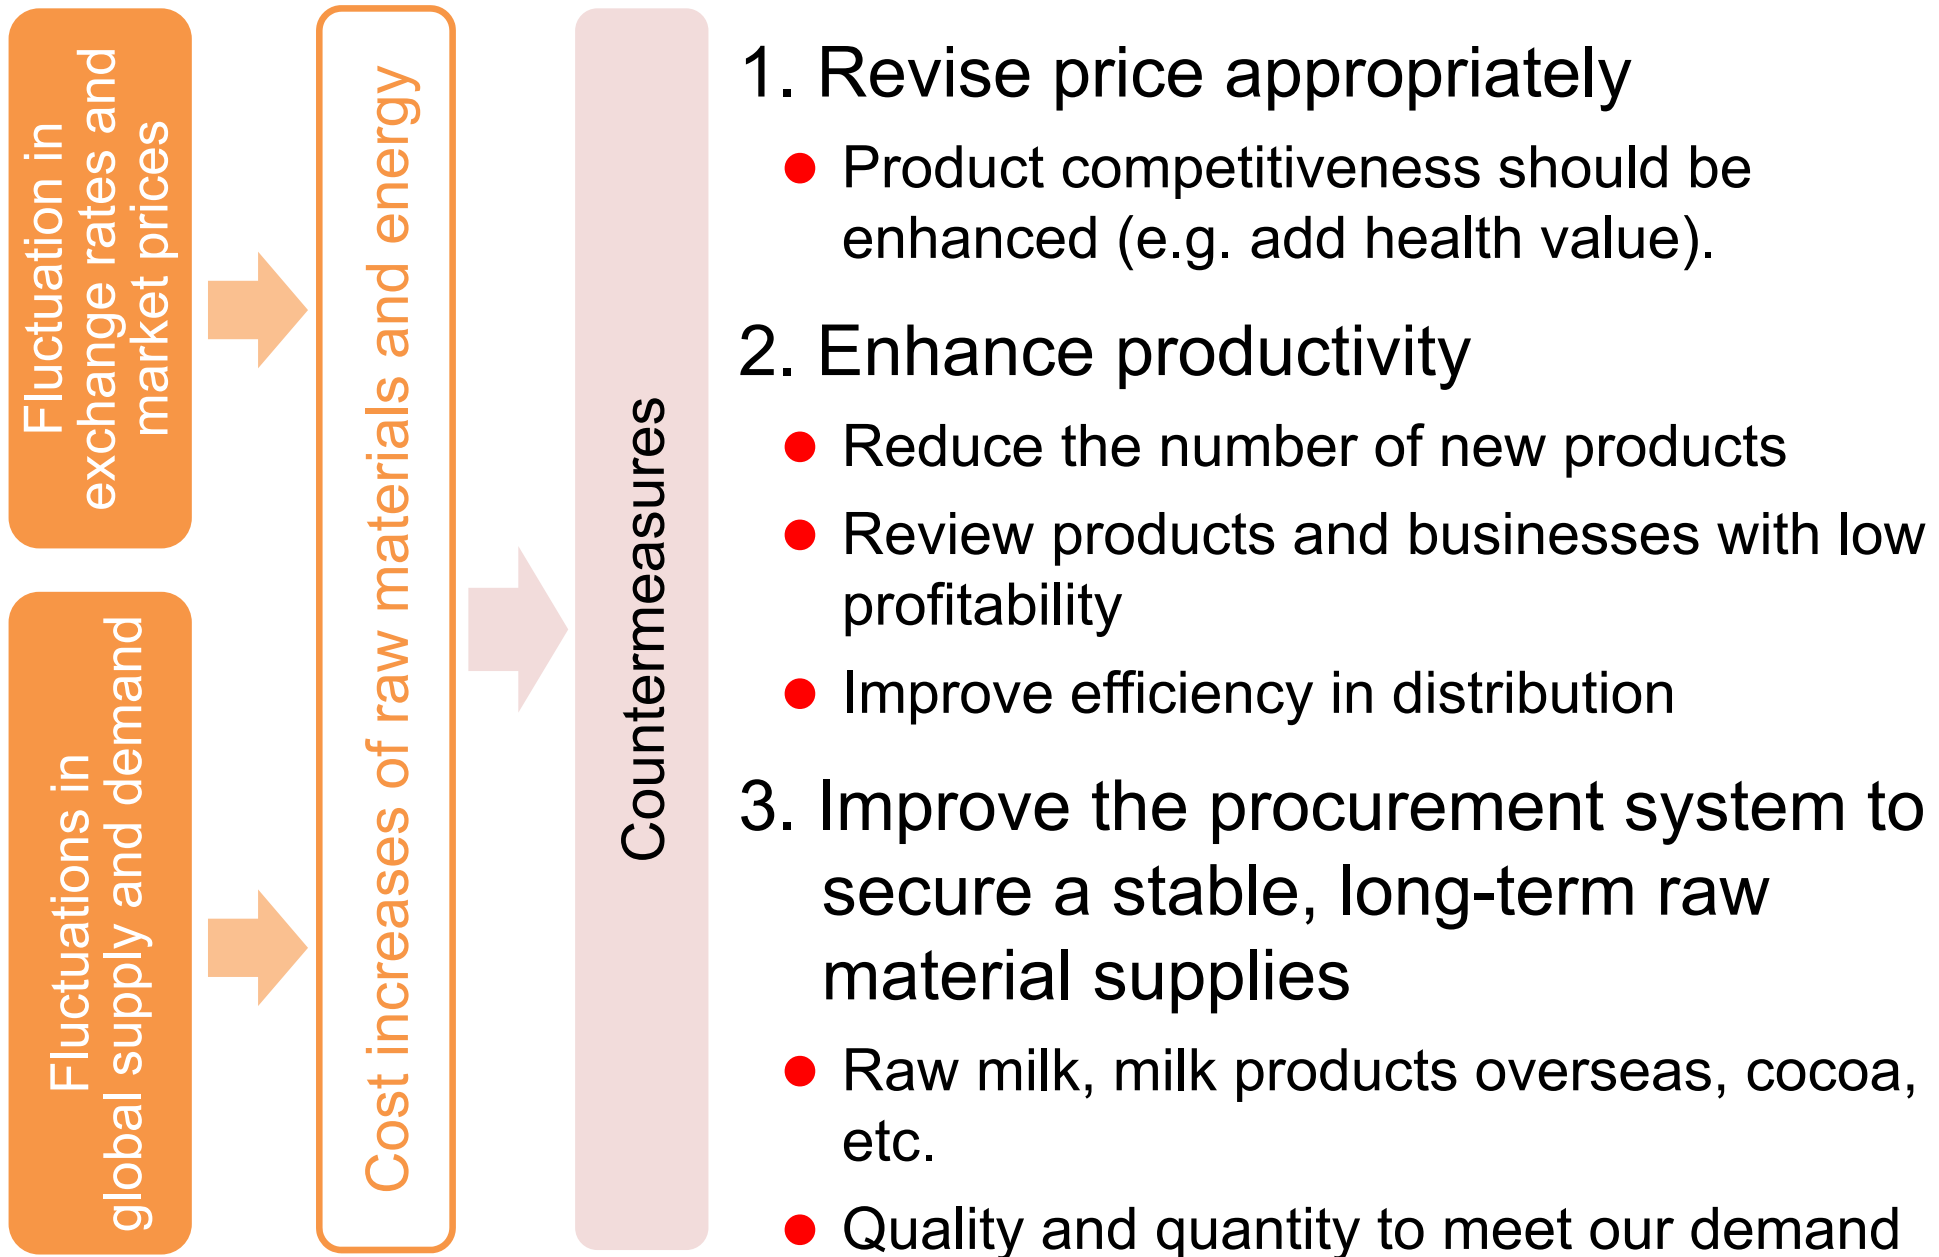 Fluctuation in
exchange rates and
market prices
Fluctuations in
global supply and demand
Cost increases of raw materials and energy
Countermeasures
1. Revise price appropriately
● Product competitiveness should be
enhanced (e.g. add health value).
2. Enhance productivity
● Reduce the number of new products
● Review products and businesses with low
profitability
● Improve efficiency in distribution
3. Improve the procurement system to
secure a stable, long-term raw
material supplies
● Raw milk, milk products overseas, cocoa,
etc.
● Quality and quantity to meet our demand